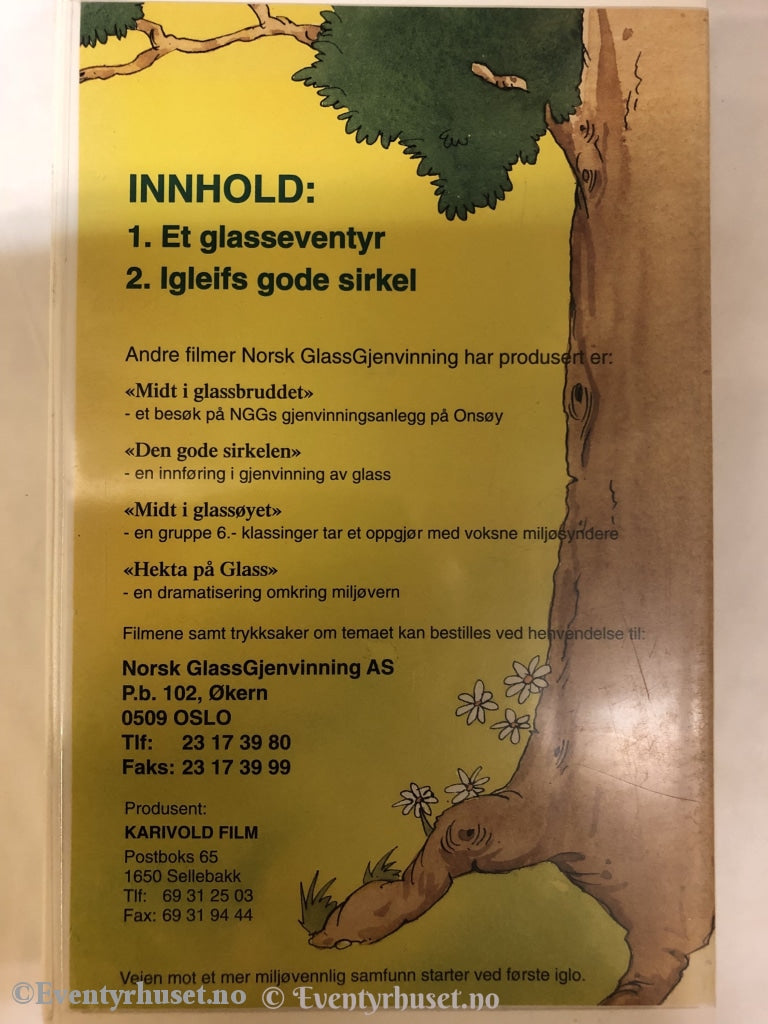 INNHOLD:
1. Et glasseventyr
2. Igleifs gode sirkel
Andre filmer Norsk GlassGjenvinning har produsert er:
«Midt i glassbruddet»
- et besøk på NGGs gjenvinningsanlegg på Onsøy
«Den gode sirkelen»
- en innføring i gjenvinning av glass
«Midt i glassøyet»
- en gruppe 6.- klassinger tar et oppgjør med voksne miljøsyndere
«Hekta på Glass»
- en dramatisering omkring miljøvern
Filmene samt trykksaker om temaet kan bestilles ved henvendelse til:
Norsk GlassGjenvinning AS
P.b. 102, Økern
0509 OSLO
Tlf: 23 17 39 80
Faks: 23 17 39 99
Produsent:
KARIVOLD FILM
Postboks 65
1650 Sellebakk
Tlf: 69 31 25 03
Fax: 69 31 94 44
Veien mot et mer miljøvennlig samfunn starter ved første iglo.
©Eventyrhuset.no © Eventyrhuset.no